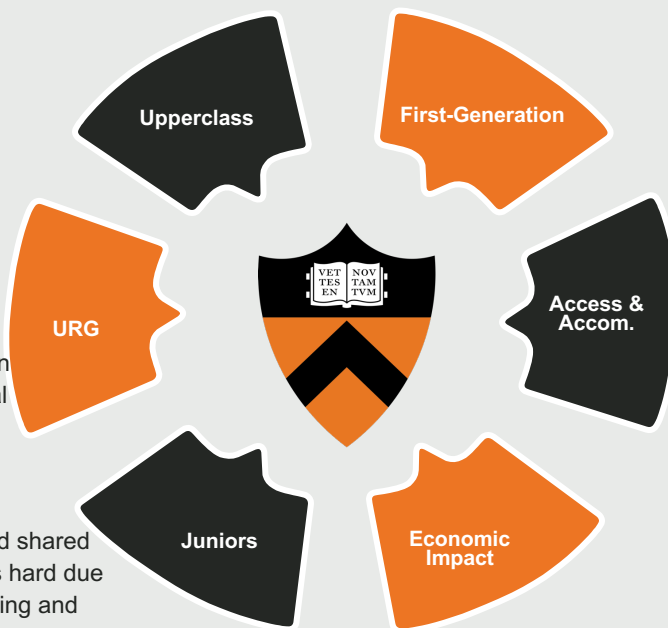 Upperclass
First-Generation
VET NOV
TES TAM
EN TVM
Access &
Accom.
URG
al
d shared
Juniors
Economic
Impact
s hard due
ing and